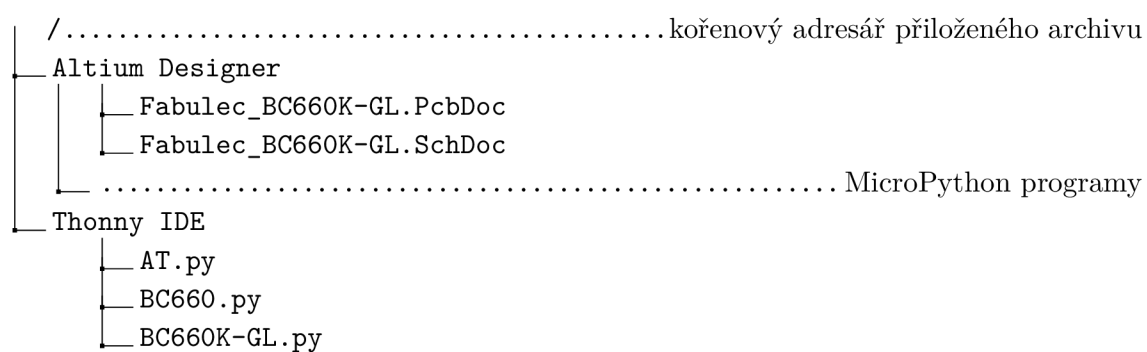 /..............................................kořenový adresář přiloženého archivu
Altium Designer
Fabulec_BC660K-GL.PcbDoc
Fabulec_BC660K-GL.SchDoc
........................................................MicroPython programy
Thonny IDE
AT.py
BC660.py
BC660K-GL.py